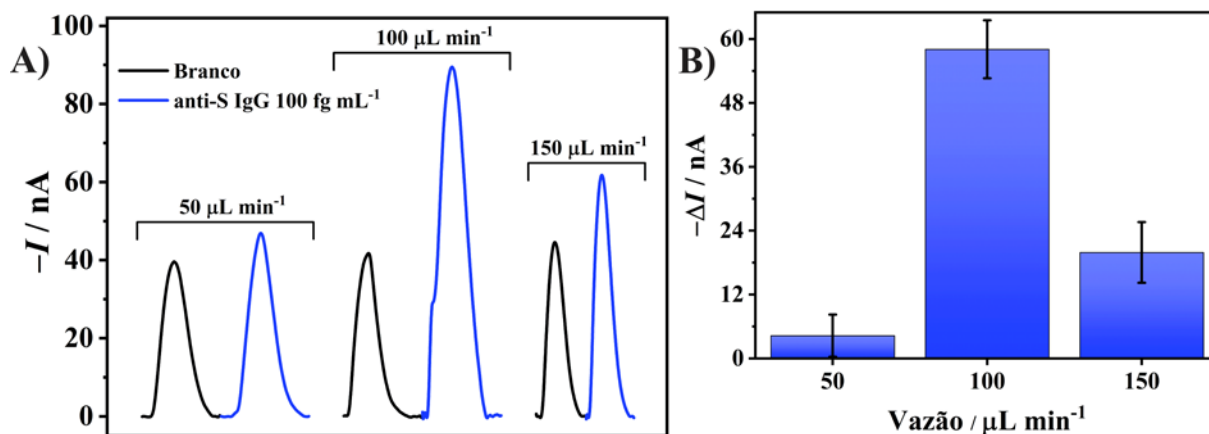 A)
−I / nA
100
80
60
40
20
0
Branco
anti-S IgG 100 fg mL⁻¹
50 μL min⁻¹
100 μL min⁻¹
150 μL min⁻¹
B)
−ΔI / nA
60
48
36
24
12
0
50 100 150
Vazão / μL min⁻¹